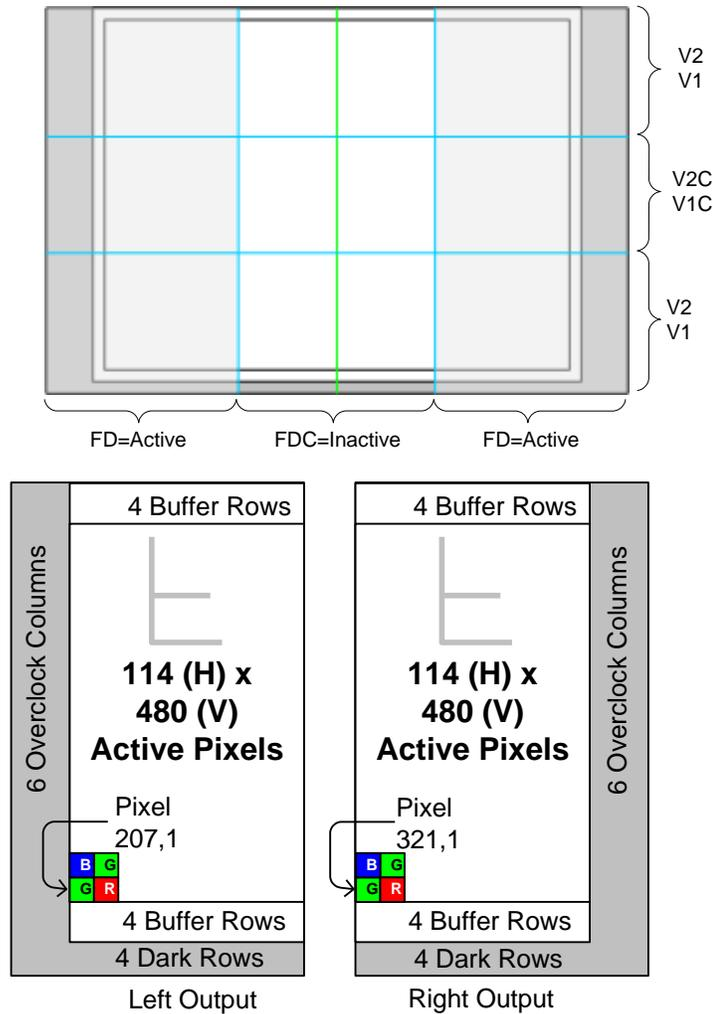 V2
V1
V2C
V1C
V2
V1
FD=Active
FDC=Inactive
FD=Active
4 Buffer Rows
4 Buffer Rows
6 Overclock Columns
6 Overclock Columns
114 (H) x
480 (V)
Active Pixels
114 (H) x
480 (V)
Active Pixels
Pixel
207,1
Pixel
321,1
B G
G R
B G
G R
4 Buffer Rows
4 Buffer Rows
4 Dark Rows
4 Dark Rows
Left Output
Right Output